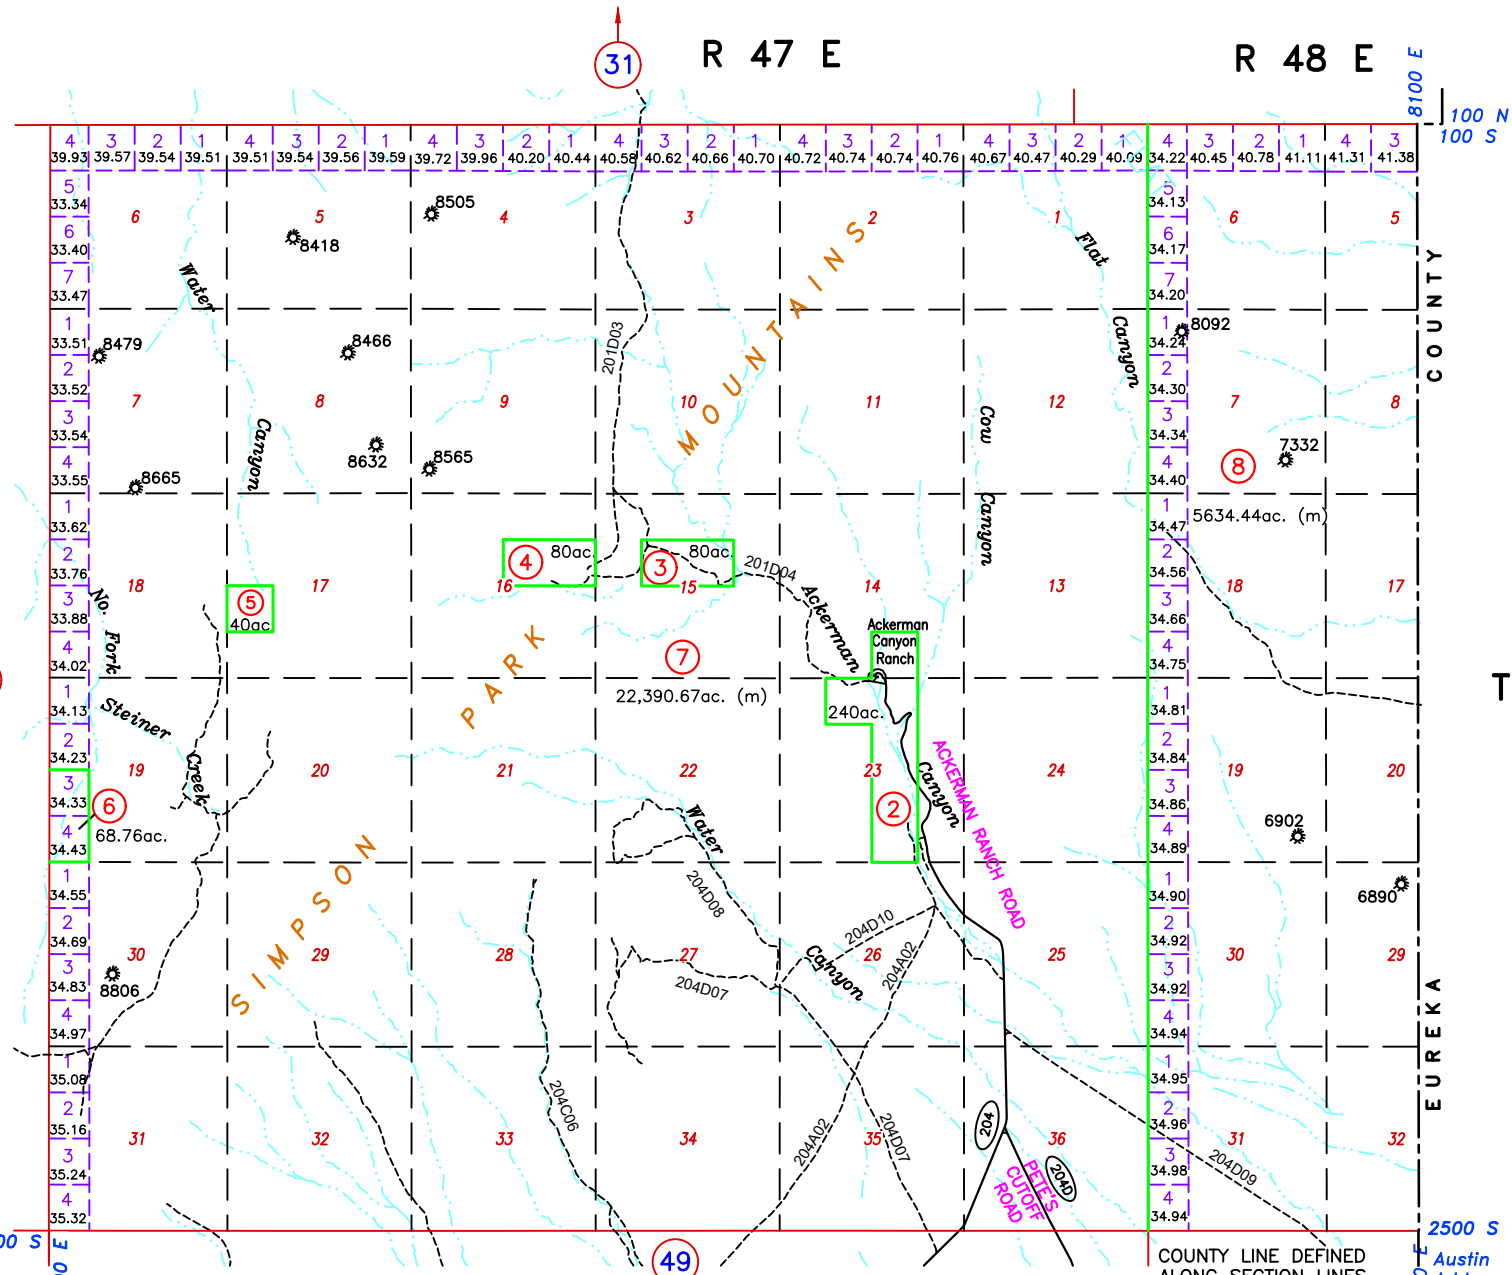 31
R 47 E
R 48 E
8100 E
100 N
100 S
4 3 2 1 4 3 2 1 4 3 2 1 4 3 2 1 4 3 2 1 4 3 2 1 4 3 2 1 4 3
39.93 39.57 39.54 39.51 39.51 39.54 39.56 39.59 39.72 39.96 40.20 40.44 40.58 40.62 40.66 40.70 40.72 40.74 40.74 40.76 40.67 40.47 40.29 40.09 34.22 40.45 40.78 41.11 41.31 41.38
5
33.34
6
33.40
7
33.47
1
33.51
2
33.52
3
33.54
4
33.55
1
33.62
2
33.76
3
33.88
4
34.02
1
34.13
2
34.23
3
34.33
4
34.43
1
34.55
2
34.69
3
34.83
4
34.97
1
35.08
2
35.16
3
35.24
4
35.32
5
34.13
6
34.17
7
34.20
1
34.24
2
34.30
3
34.34
4
34.40
1
34.47
2
34.56
3
34.66
4
34.75
1
34.81
2
34.84
3
34.86
4
34.89
1
34.90
2
34.92
3
34.92
4
34.94
1
34.95
2
34.96
3
34.98
4
34.94
6 5 4 3 2 1 6 5
8505
8418
Water
Canyon
Flat
Canyon
8479
8466
8092
201D03
7 8 9 10 11 12 7 8
8665
8632
8565
7332
Cow
Canyon
8
5634.44ac. (m)
COUNTY
EUREKA
SIMPSON
PARK
MOUNTAINS
4
80ac.
3
80ac.
201D04
18 17 16 15 14 13 18 17
5
40ac
No.
Fork
Steiner
Creek
Ackerman
Canyon
Ackerman
Canyon
Ranch
7
22,390.67ac. (m)
240ac.
T
19 20 21 22 23 24 19 20
6
68.76ac.
2
ACKERMAN RANCH ROAD
6902
6890
Water
Canyon
204D08
204D10
204A02
204D07
30 29 28 27 26 25 30 29
8806
204C06
204A02
204D07
204
204D
PETE'S
CUTOFF
ROAD
204D09
31 32 33 34 35 36 31 32
49
2500 S
COUNTY LINE DEFINED
ALONG SECTION LINES
Austin